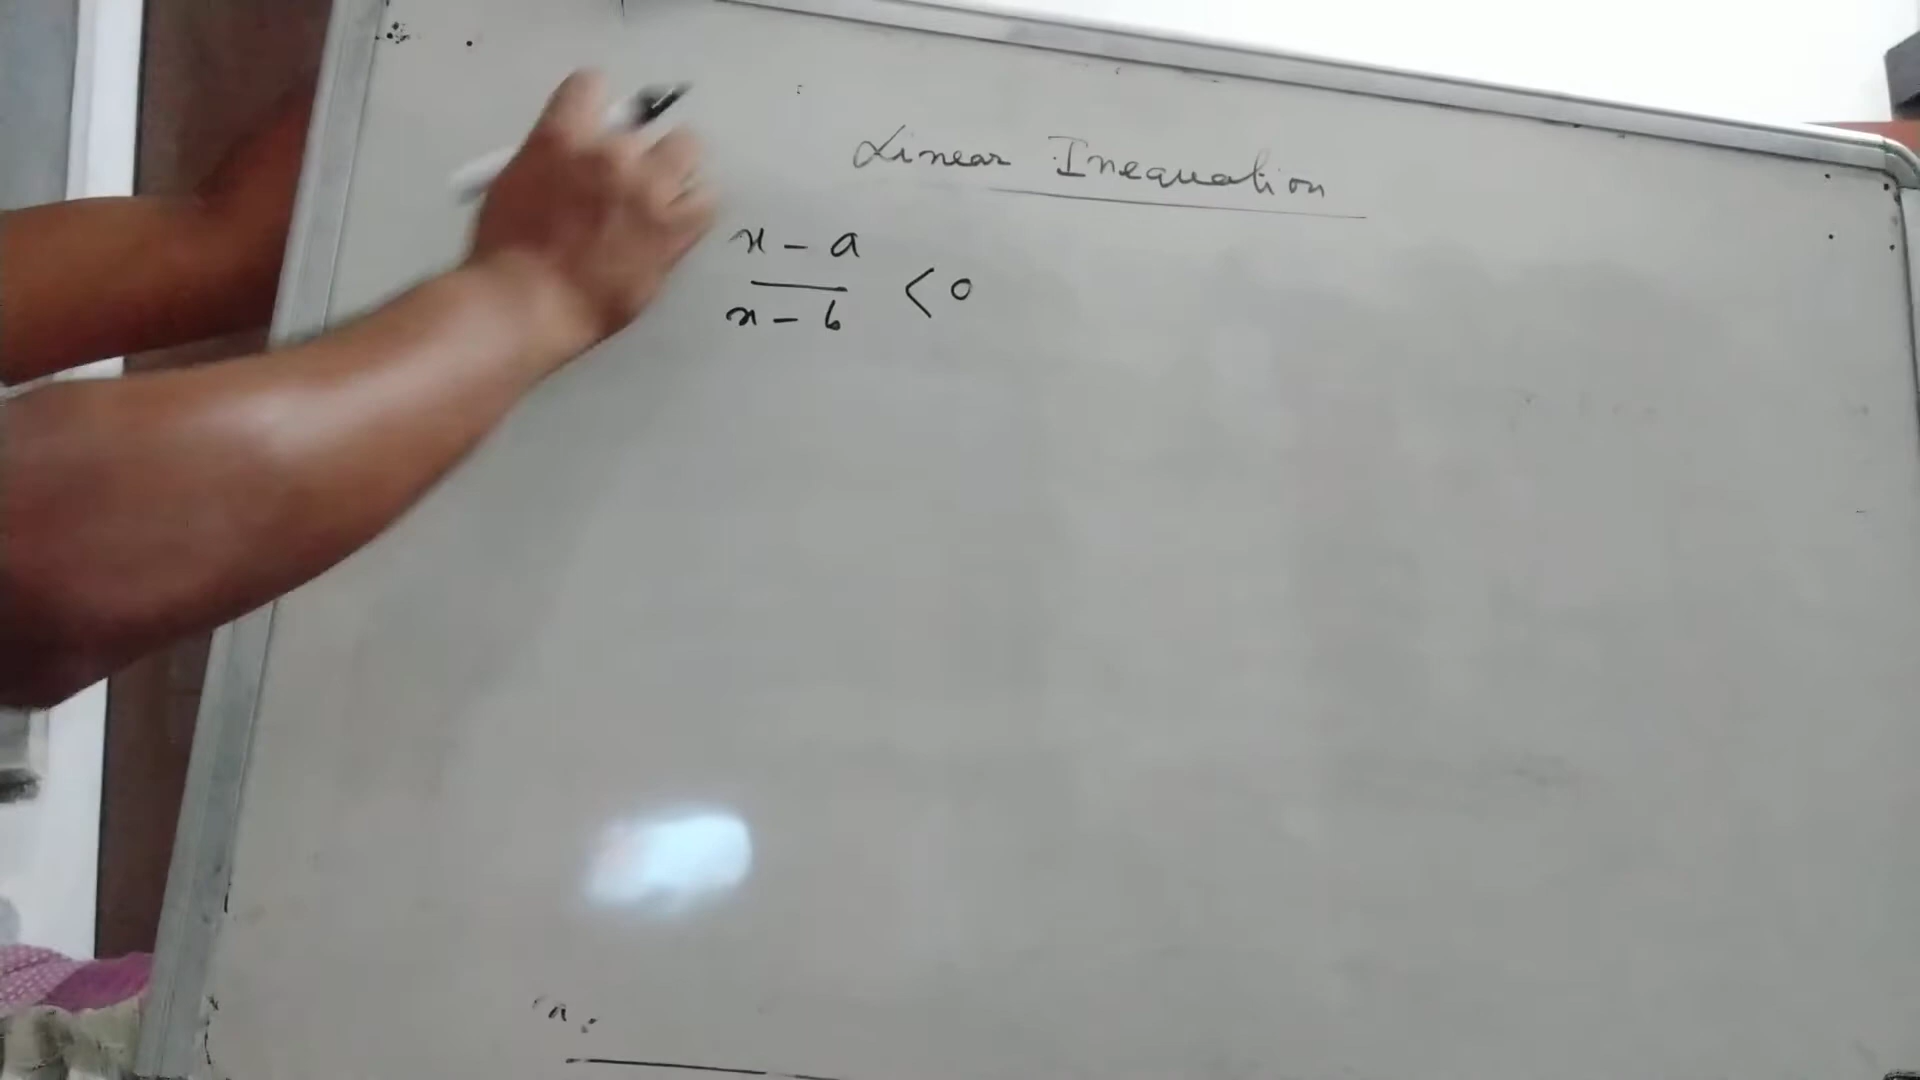 Linear Inequation
x - a
x - b
< 0
a